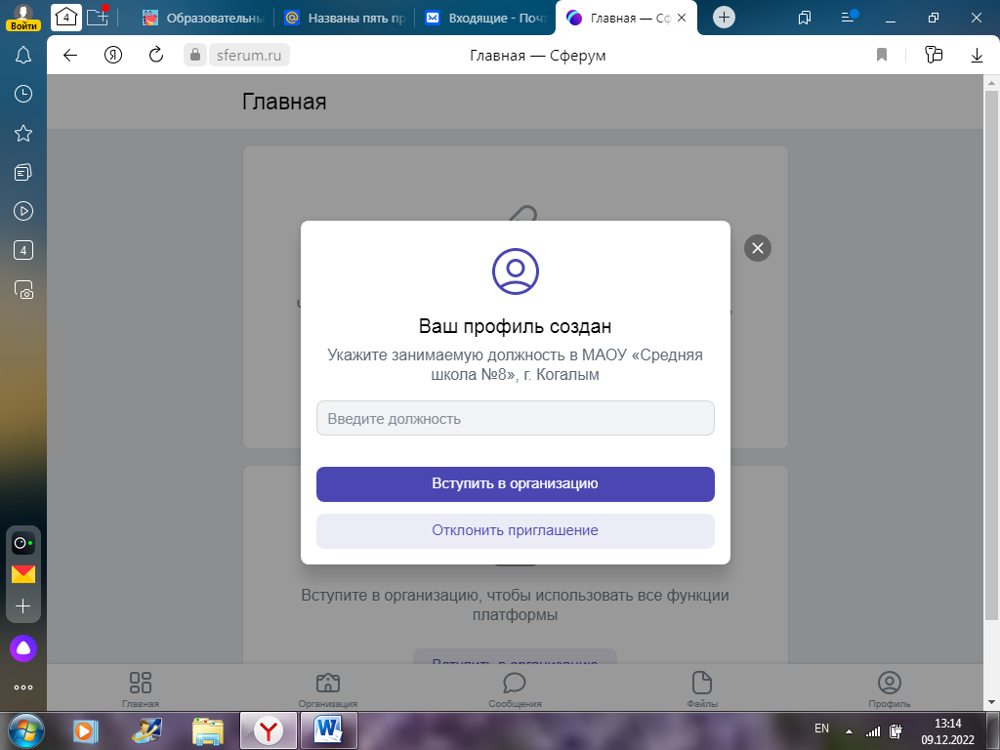 Войти
4
Образовательн
Названы пять пр
Входящие - Почт
Главная — Сф
sferum.ru
Главная — Сферум
Главная
4
Ваш профиль создан
Укажите занимаемую должность в МАОУ «Средняя
школа №8», г. Когалым
Введите должность
Вступить в организацию
Отклонить приглашение
Вступите в организацию, чтобы использовать все функции
платформы
Вступить в организацию
Главная
Организация
Сообщения
Файлы
Профиль
EN
13:14
09.12.2022